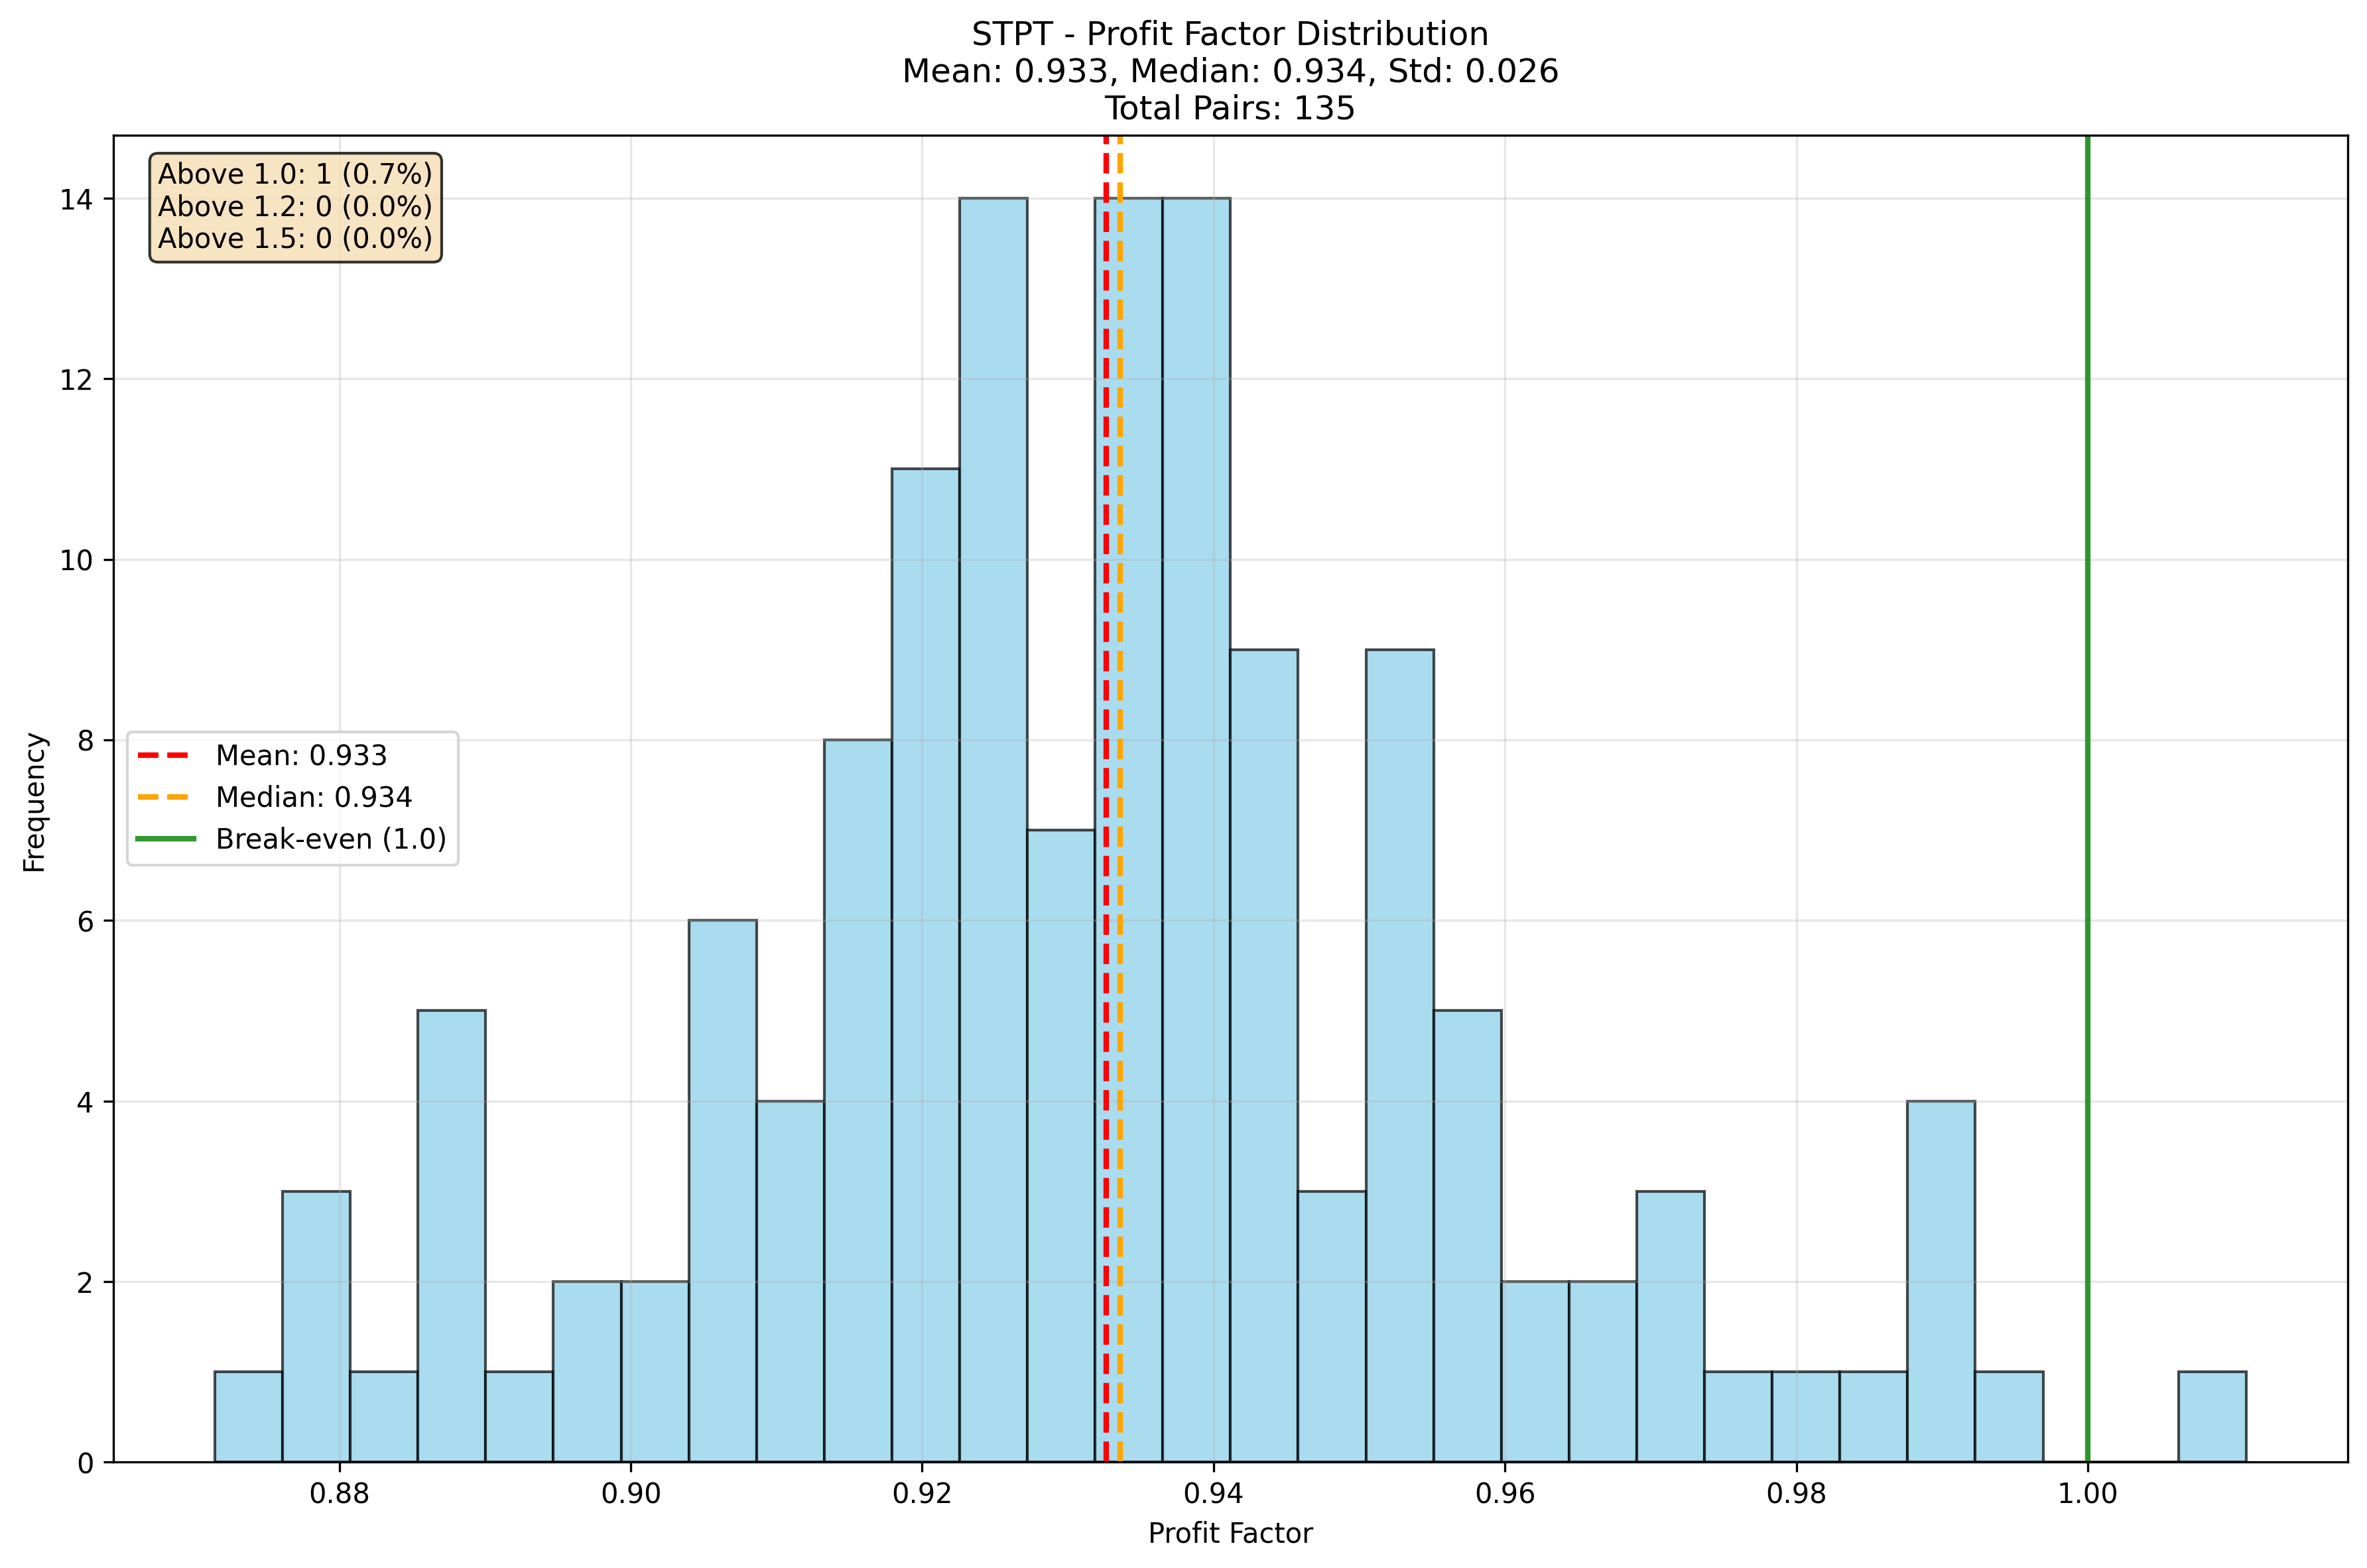 STPT - Profit Factor Distribution
Mean: 0.933, Median: 0.934, Std: 0.026
Total Pairs: 135
Above 1.0: 1 (0.7%)
Above 1.2: 0 (0.0%)
Above 1.5: 0 (0.0%)
Mean: 0.933
Median: 0.934
Break-even (1.0)
Frequency
14
12
10
8
6
4
2
0
0.88 0.90 0.92 0.94 0.96 0.98 1.00
Profit Factor